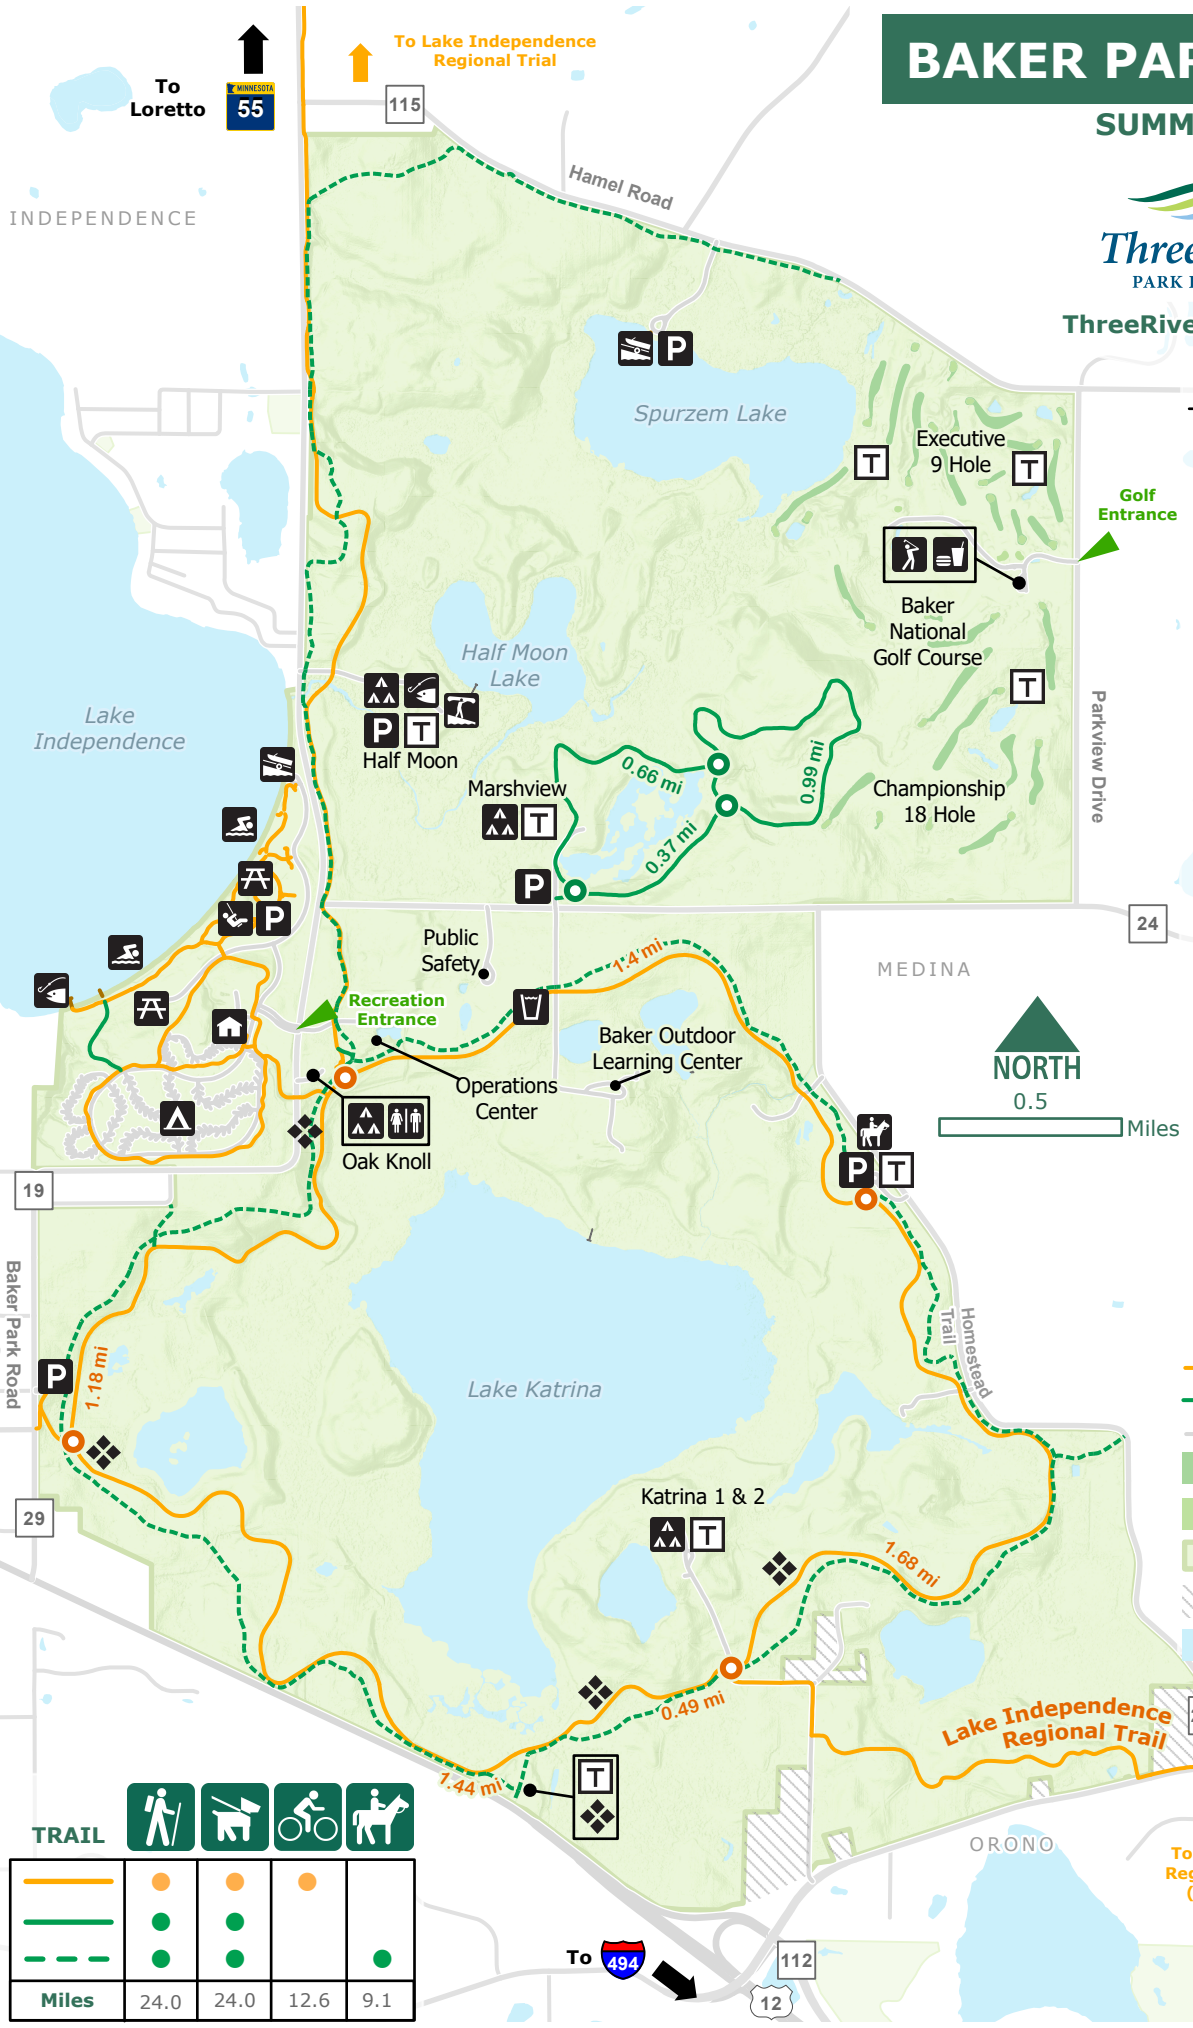 To Lake Independence
Regional Trial
To
Loretto
MINNESOTA
55
115
BAKER
SUMM
Hamel Road
INDEPENDENCE
Three
PARK
ThreeRive
P
Spurzem Lake
Executive
9 Hole
T
T
Golf
Entrance
Baker
National
Golf Course
Half Moon
Lake
T
Lake
Independence
P T
Half Moon
Parkview Drive
0.66 mi
0.99 mi
Marshview
T
Championship
18 Hole
0.37 mi
P
P
24
Public
Safety
1.4 mi
MEDINA
Recreation
Entrance
Baker Outdoor
Learning Center
NORTH
0.5
Miles
Operations
Center
Oak Knoll
P T
19
Baker Park Road
Homestead
Trail
P
1.18 mi
Lake Katrina
29
Katrina 1 & 2
T
1.68 mi
0.49 mi
Lake Independence
Regional Trail
1.44 mi
T
ORONO
TRAIL
To
Reg
(
To
494
112
12
Miles 24.0 24.0 12.6 9.1